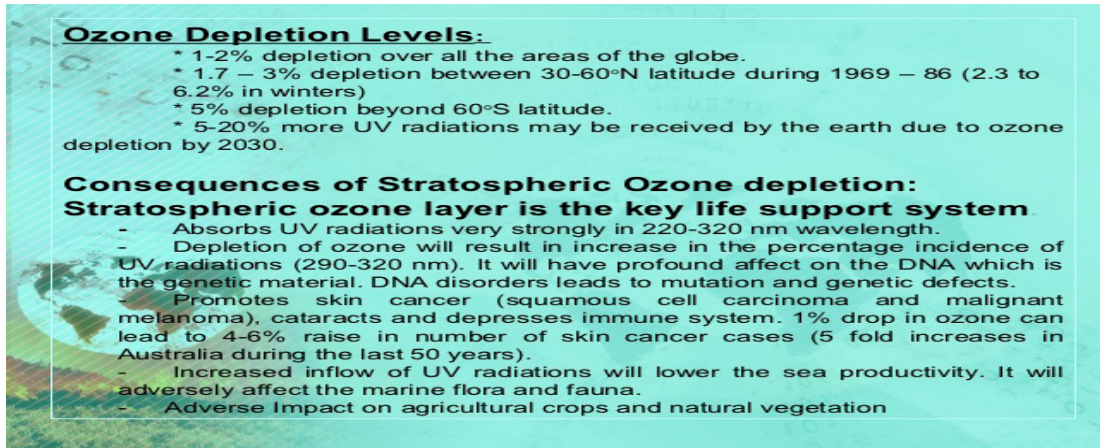 Ozone Depletion Levels:
* 1-2% depletion over all the areas of the globe.
* 1.7 – 3% depletion between 30-60°N latitude during 1969 – 86 (2.3 to
6.2% in winters)
* 5% depletion beyond 60°S latitude.
* 5-20% more UV radiations may be received by the earth due to ozone
depletion by 2030.
Consequences of Stratospheric Ozone depletion:
Stratospheric ozone layer is the key life support system.
- Absorbs UV radiations very strongly in 220-320 nm wavelength.
- Depletion of ozone will result in increase in the percentage incidence of
UV radiations (290-320 nm). It will have profound affect on the DNA which is
the genetic material. DNA disorders leads to mutation and genetic defects.
- Promotes skin cancer (squamous cell carcinoma and malignant
melanoma), cataracts and depresses immune system. 1% drop in ozone can
lead to 4-6% raise in number of skin cancer cases (5 fold increases in
Australia during the last 50 years).
- Increased inflow of UV radiations will lower the sea productivity. It will
adversely affect the marine flora and fauna.
- Adverse Impact on agricultural crops and natural vegetation